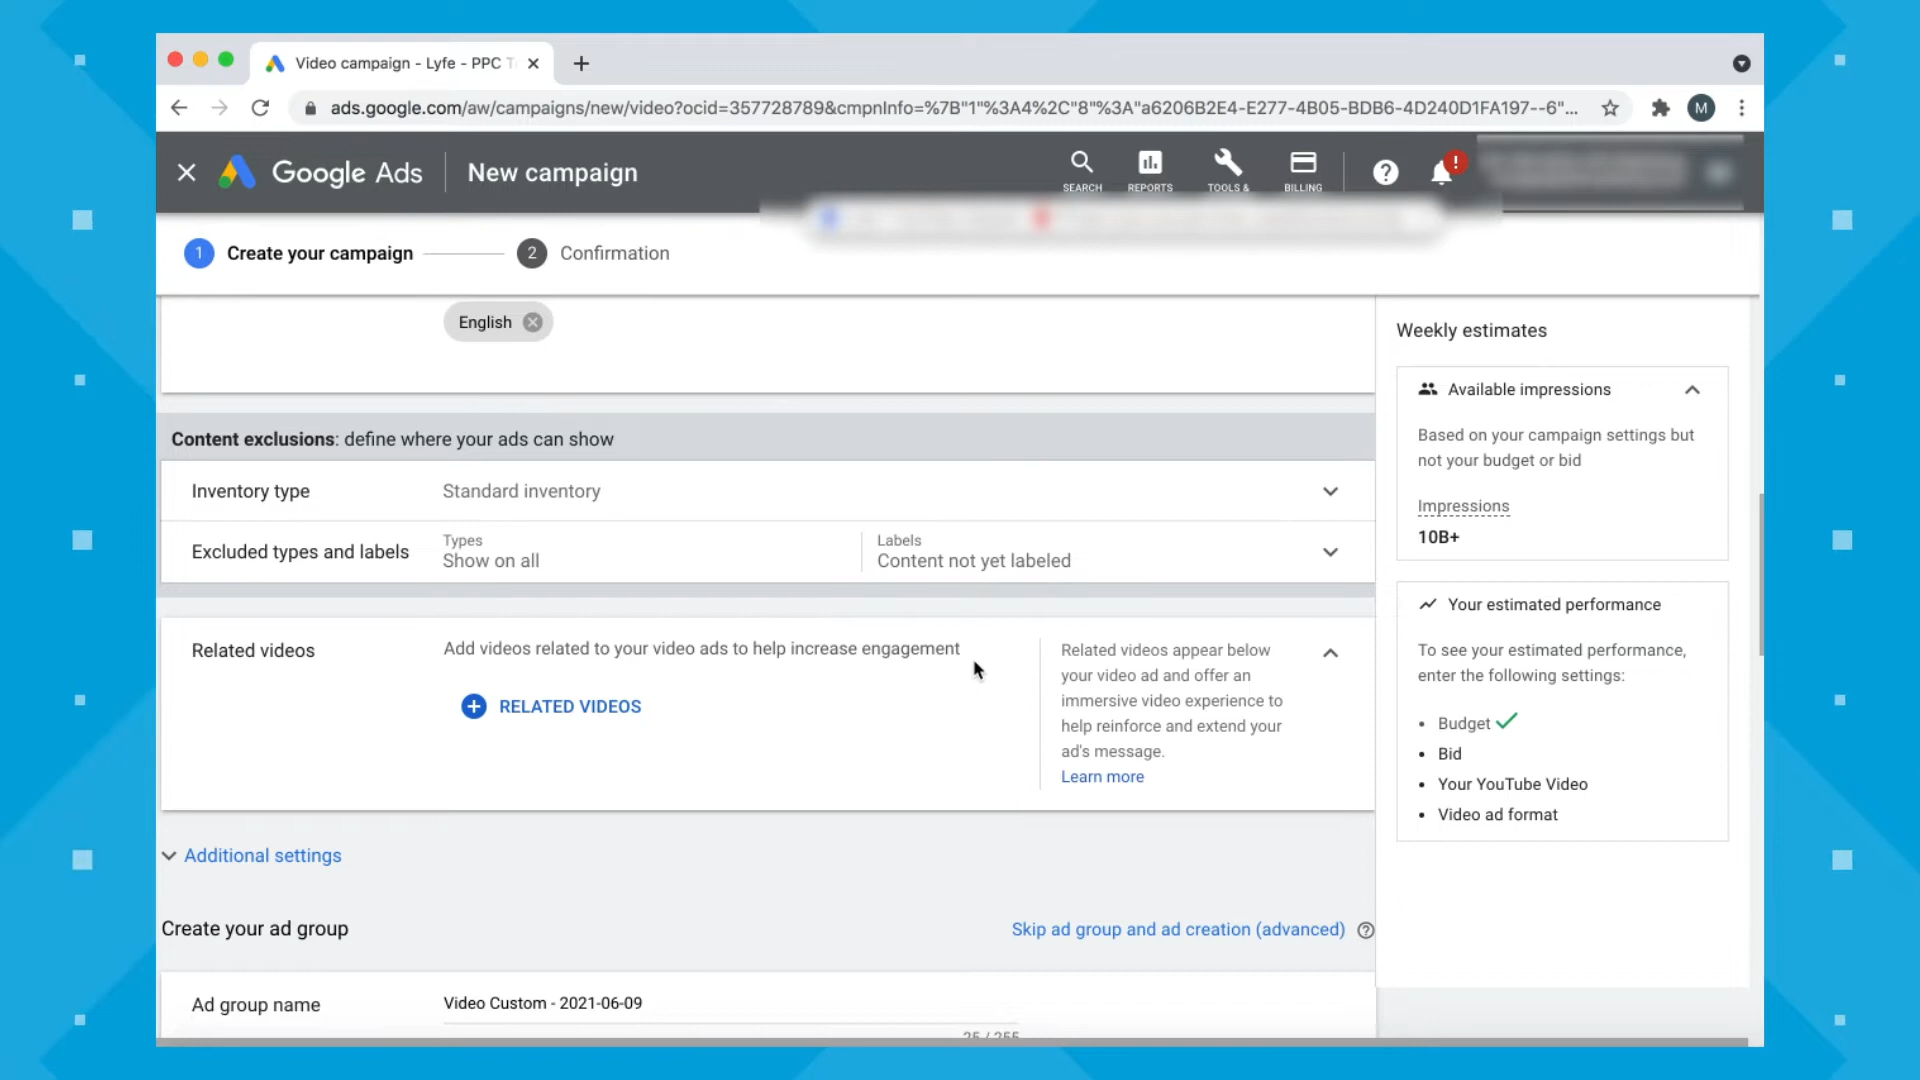 Video campaign - Lyfe - PPC T
ads.google.com/aw/campaigns/new/video?ocid=357728789&cmpnInfo=%7B"1"%3A4%2C"8"%3A"a6206B2E4-E277-4B05-BDB6-4D240D1FA197--6"...
M
Google Ads
New campaign
SEARCH
REPORTS
TOOLS &
BILLING
?
!
1 Create your campaign
2 Confirmation
English
Content exclusions: define where your ads can show
Inventory type
Standard inventory
Excluded types and labels
Types
Show on all
Labels
Content not yet labeled
Related videos
Add videos related to your video ads to help increase engagement
RELATED VIDEOS
Related videos appear below
your video ad and offer an
immersive video experience to
help reinforce and extend your
ad's message.
Learn more
Additional settings
Create your ad group
Skip ad group and ad creation (advanced)
?
Ad group name
Video Custom - 2021-06-09
25 / 255
Weekly estimates
Available impressions
Based on your campaign settings but
not your budget or bid
Impressions
10B+
Your estimated performance
To see your estimated performance,
enter the following settings:
• Budget
• Bid
• Your YouTube Video
• Video ad format